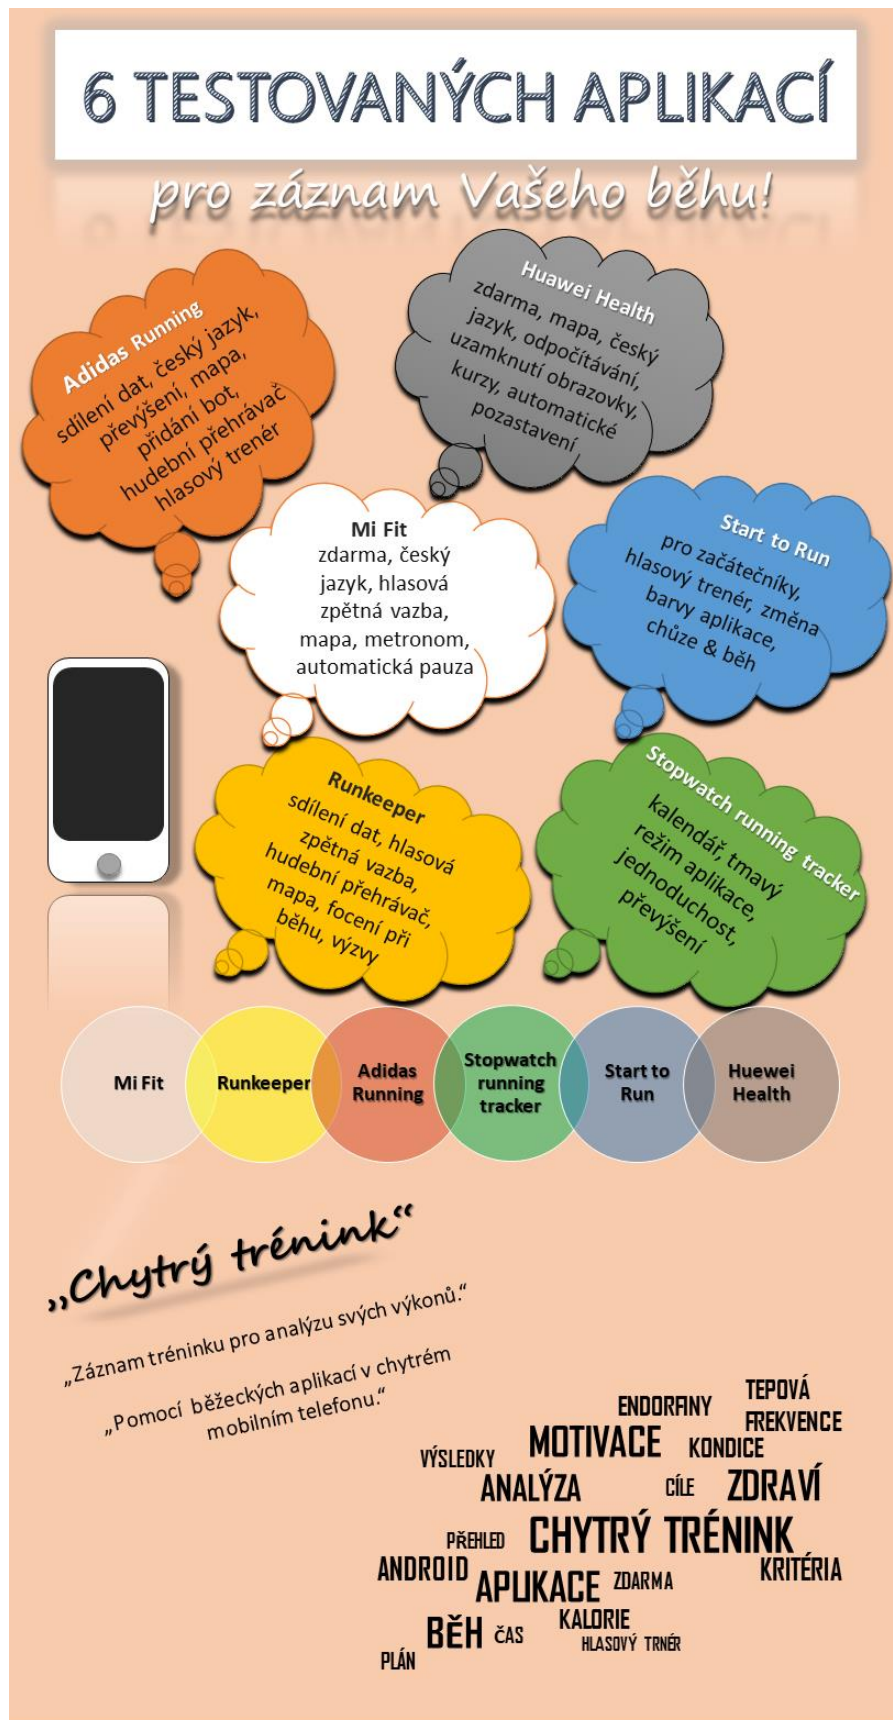 6 TESTOVANÝCH APLIKACÍ
pro záznam Vašeho běhu!
Adidas Running
sdílení dat, český jazyk,
převýšení, mapa,
přidání bot,
hudební přehrávač
hlasový trenér
Huawei Health
zdarma, mapa, český
jazyk, odpočítávání,
uzamknutí obrazovky,
kurzy, automatické
pozastavení
Mi Fit
zdarma, český
jazyk, hlasová
zpětná vazba,
mapa, metronom,
automatická pauza
Start to Run
pro začátečníky,
hlasový trenér, změna
barvy aplikace,
chůze & běh
Runkeeper
sdílení dat, hlasová
zpětná vazba,
hudební přehrávač,
mapa, focení při
běhu, výzvy
Stopwatch running tracker
kalendář, tmavý
režim aplikace,
jednoduchost,
převýšení
Mi Fit
Runkeeper
Adidas
Running
Stopwatch
running
tracker
Start to
Run
Huewei
Health
„Chytrý trénink“
„Záznam tréninku pro analýzu svých výkonů.“
„Pomocí běžeckých aplikací v chytrém
mobilním telefonu.“
TEPOVÁ
FREKVENCE
ENDORFINY
MOTIVACE
KONDICE
VÝSLEDKY
ANALÝZA
CÍLE
ZDRAVÍ
PŘEHLED
CHYTRÝ TRÉNINK
ANDROID
APLIKACE
ZDARMA
KRITÉRIA
BĚH
ČAS
KALORIE
HLASOVÝ TRNÉR
PLÁN